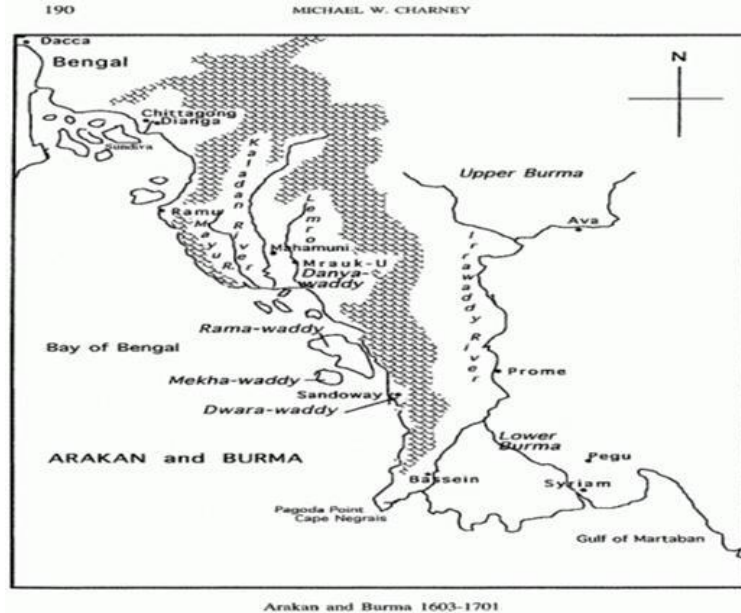 190 MICHAEL W. CHARNEY
Dacca
Bengal
N
Chittagong
Dianga
Sundiva
Kaladan River
Upper Burma
Lemro
Ramu
Ava
Mayu R.
Mahamuni
Mrauk-U
Irrawaddy River
Danya-
waddy
Rama-waddy
Bay of Bengal
Prome
Mekha-waddy
Sandoway
Dwara-waddy
Lower
Burma
ARAKAN and BURMA
Pegu
Bassein
Syriam
Pagoda Point
Cape Negrais
Gulf of Martaban
Arakan and Burma 1603-1701